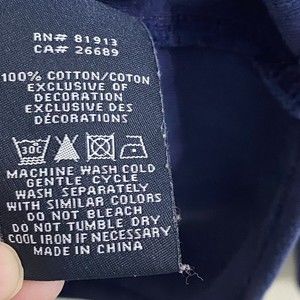 RN# 81913
CA# 26689
100% COTTON/COTON
EXCLUSIVE OF
DECORATION
EXCLUSIVE DES
DÉCORATIONS
30C
MACHINE WASH COLD
GENTLE CYCLE
WASH SEPARATELY
WITH SIMILAR COLORS
DO NOT BLEACH
DO NOT TUMBLE DRY
COOL IRON IF NECESSARY
MADE IN CHINA